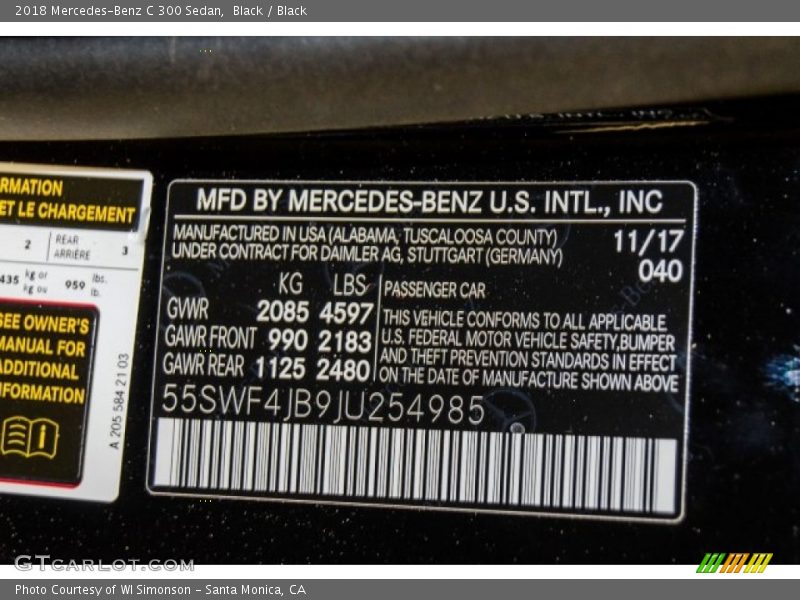 2018 Mercedes-Benz C 300 Sedan, Black / Black
RMATION
ET LE CHARGEMENT
2 REAR ARRIÈRE 3
435 kg or kg ou 959 lbs. lb.
SEE OWNER'S
MANUAL FOR
ADDITIONAL
INFORMATION
A 205 584 21 03
MFD BY MERCEDES-BENZ U.S. INTL., INC
MANUFACTURED IN USA (ALABAMA, TUSCALOOSA COUNTY)
UNDER CONTRACT FOR DAIMLER AG, STUTTGART (GERMANY)
11/17
040
KG LBS
GWR 2085 4597
GAWR FRONT 990 2183
GAWR REAR 1125 2480
PASSENGER CAR
THIS VEHICLE CONFORMS TO ALL APPLICABLE
U.S. FEDERAL MOTOR VEHICLE SAFETY,BUMPER
AND THEFT PREVENTION STANDARDS IN EFFECT
ON THE DATE OF MANUFACTURE SHOWN ABOVE
55SWF4JB9JU254985
GTCARLOT.COM
Photo Courtesy of WI Simonson - Santa Monica, CA